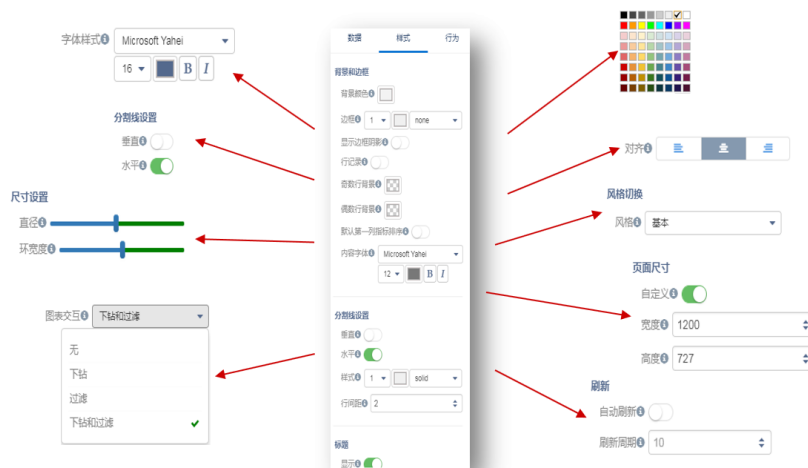 字体样式 Microsoft Yahei
16 B I
分割线设置
垂直
水平
尺寸设置
直径
环宽度
图表交互 下钻和过滤
无
下钻
过滤
下钻和过滤
数据 样式 行为
背景和边框
背景颜色
边框 1 none
显示边框阴影
行记录
奇数行背景
偶数行背景
默认第一列指标排序
内容字体 Microsoft Yahei
12 B I
分割线设置
垂直
水平
样式 1 solid
行间距 2
标题
显示
对齐
风格切换
风格 基本
页面尺寸
自定义
宽度 1200
高度 727
刷新
自动刷新
刷新周期 10